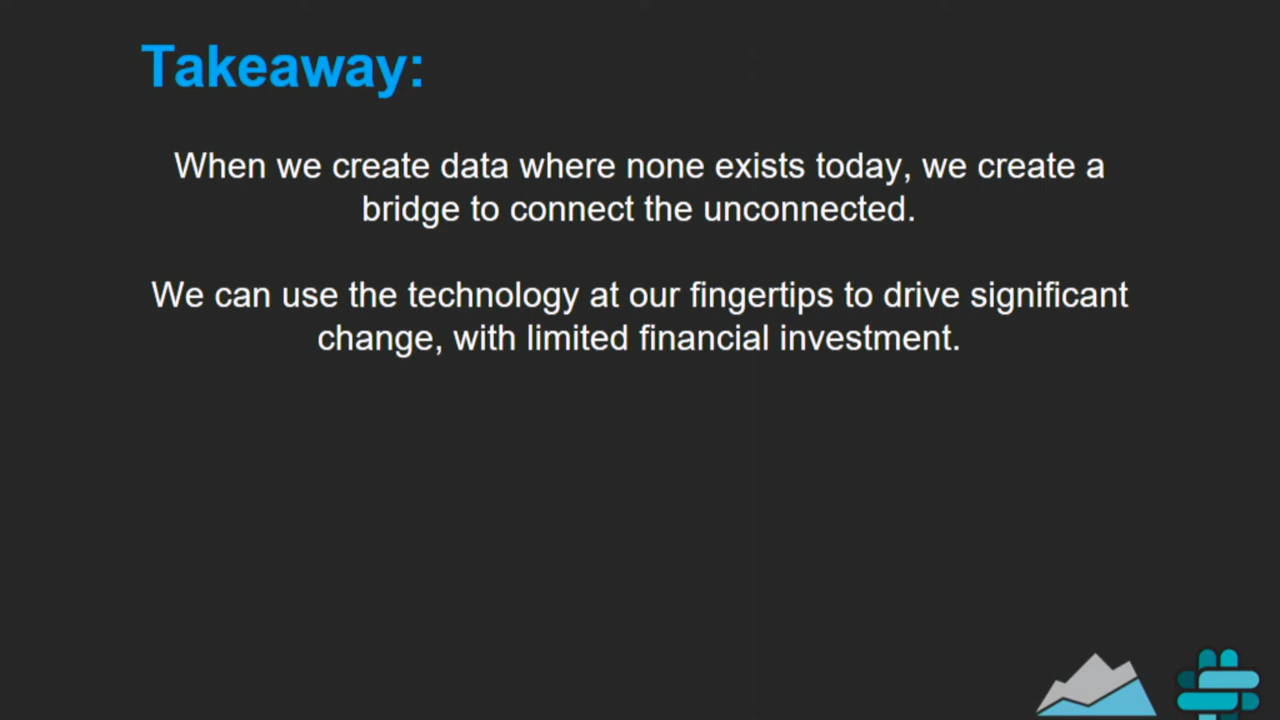 Takeaway:
When we create data where none exists today, we create a
bridge to connect the unconnected.
We can use the technology at our fingertips to drive significant
change, with limited financial investment.